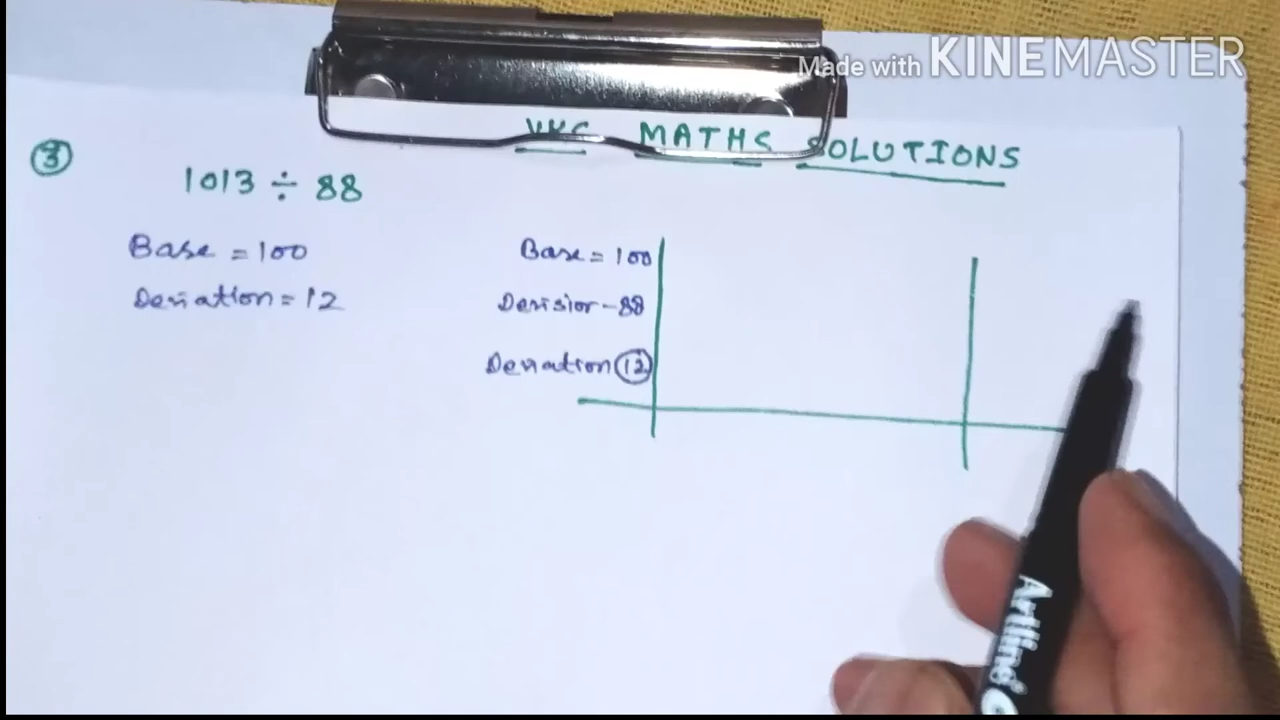 Made with KINEMASTER
MATHS SOLUTIONS
③
1013 ÷ 88
Base = 100
Deviation = 12
Base = 100
Devisior - 88
Deviation 12
Artline